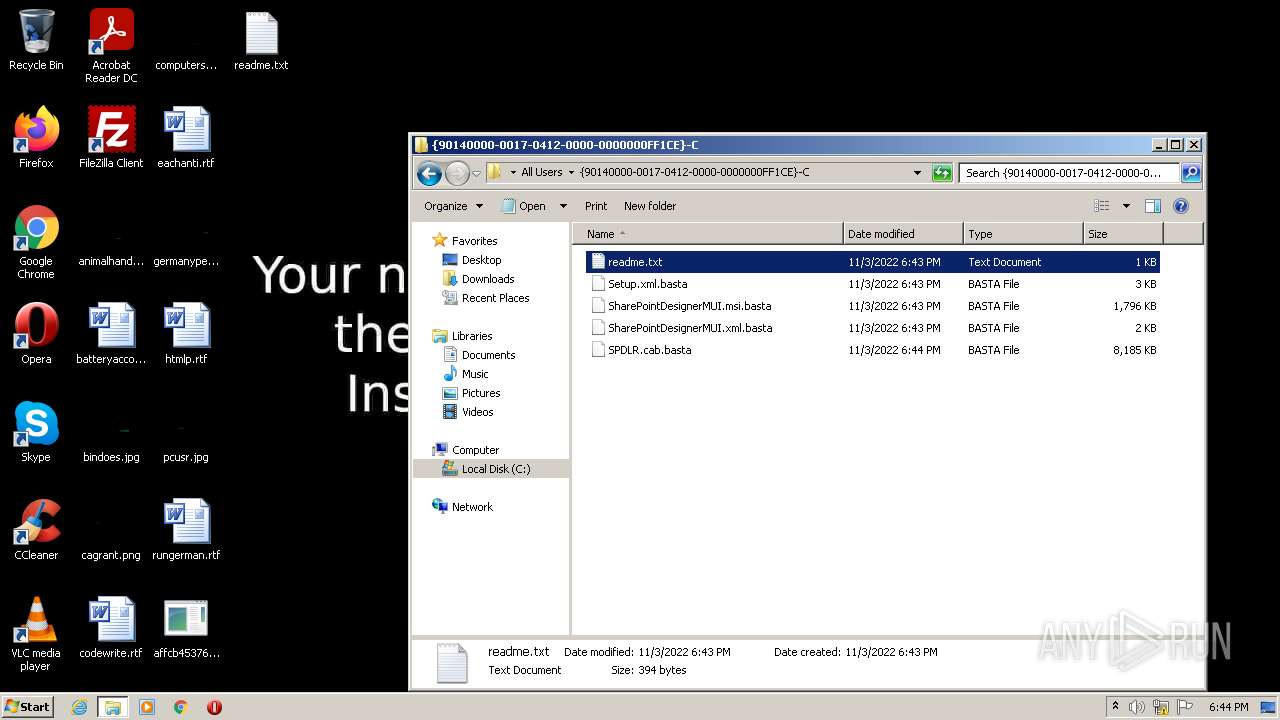 Recycle Bin
Acrobat Reader DC
computers...
readme.txt
Firefox
FileZilla Client
eachanti.rtf
Google Chrome
animalhand...
germanype...
Opera
batteryacco...
htmlp.rtf
Skype
bindoes.jpg
pcusr.jpg
CCleaner
cagrant.png
rungerman.rtf
VLC media player
codewrite.rtf
affcb45376...
Your n
the
Ins
{90140000-0017-0412-0000-0000000FF1CE}-C
All Users
{90140000-0017-0412-0000-0000000FF1CE}-C
Search {90140000-0017-0412-0000-0...
Organize
Open
Print
New folder
Favorites
Desktop
Downloads
Recent Places
Libraries
Documents
Music
Pictures
Videos
Computer
Local Disk (C:)
Network
Name
Date modified
Type
Size
readme.txt 11/3/2022 6:43 PM Text Document 1 KB
Setup.xml.basta 11/3/2022 6:43 PM BASTA File KB
SharePointDesignerMUI.msi.basta 11/3/2022 6:43 PM BASTA File 1,796 KB
SharePointDesignerMUI.xml.basta 11/3/2022 6:43 PM BASTA File KB
11/3/2022 6:43 PM BASTA File 8,185 KB
readme.txt Date modified: 11/3/2022 6:43 PM Date created: 11/3/2022 6:43 PM
Text Document Size: 394 bytes
ANY RUN
Start
6:44 PM